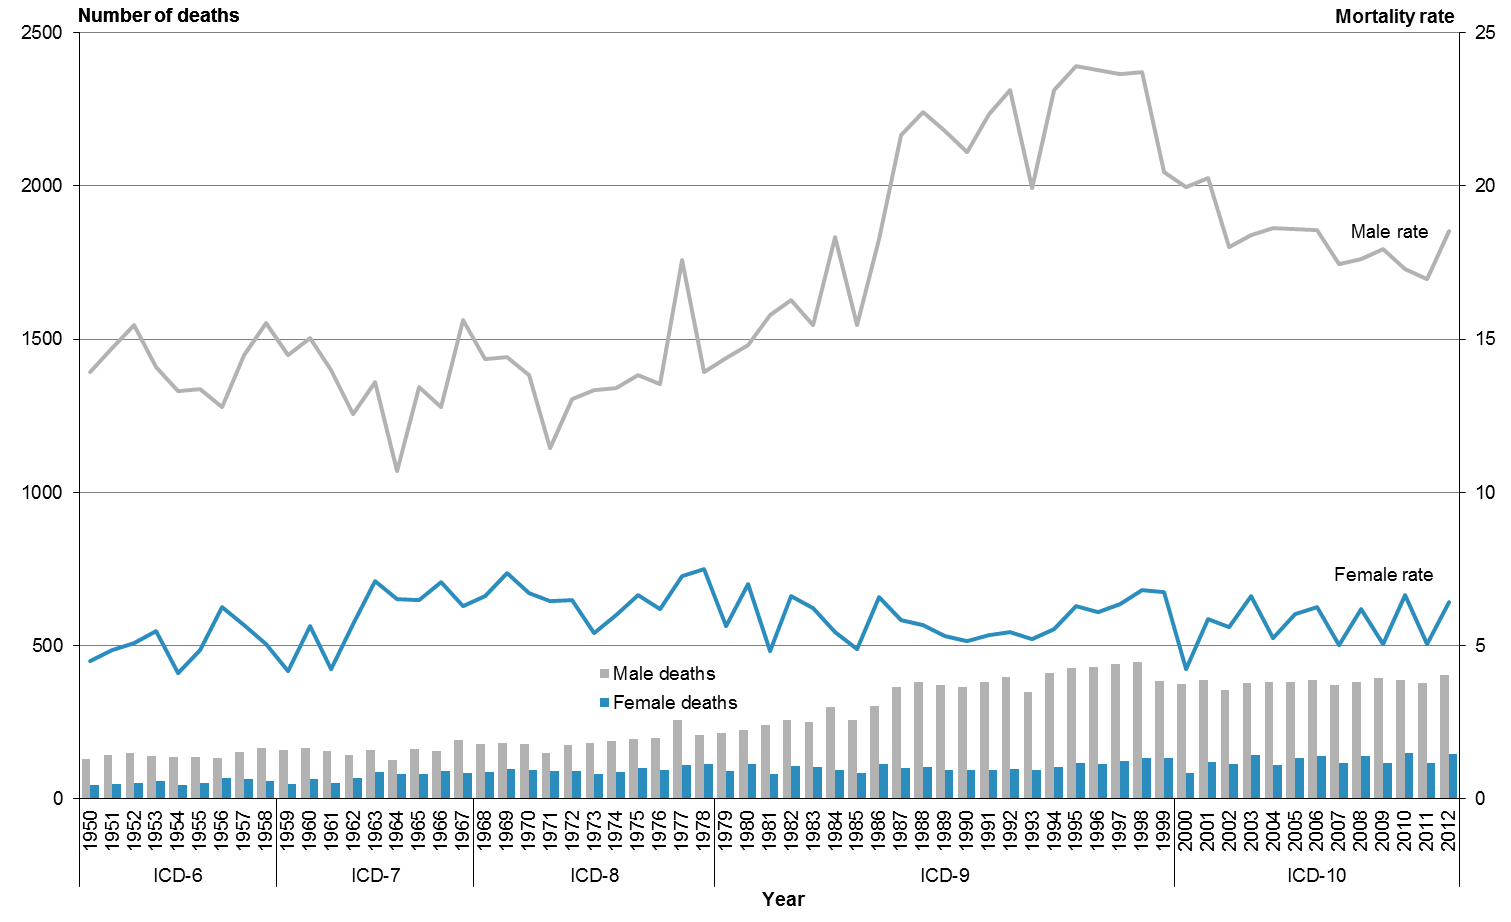 Number of deaths
Mortality rate
2500
25
2000
20
Male rate
1500
15
1000
10
Female rate
500
5
Male deaths
Female deaths
0
0
1950 1951 1952 1953 1954 1955 1956 1957 1958 1959 1960 1961 1962 1963 1964 1965 1966 1967 1968 1969 1970 1971 1972 1973 1974 1975 1976 1977 1978 1979 1980 1981 1982 1983 1984 1985 1986 1987 1988 1989 1990 1991 1992 1993 1994 1995 1996 1997 1998 1999 2000 2001 2002 2003 2004 2005 2006 2007 2008 2009 2010 2011 2012
ICD-6 ICD-7 ICD-8 ICD-9 ICD-10
Year